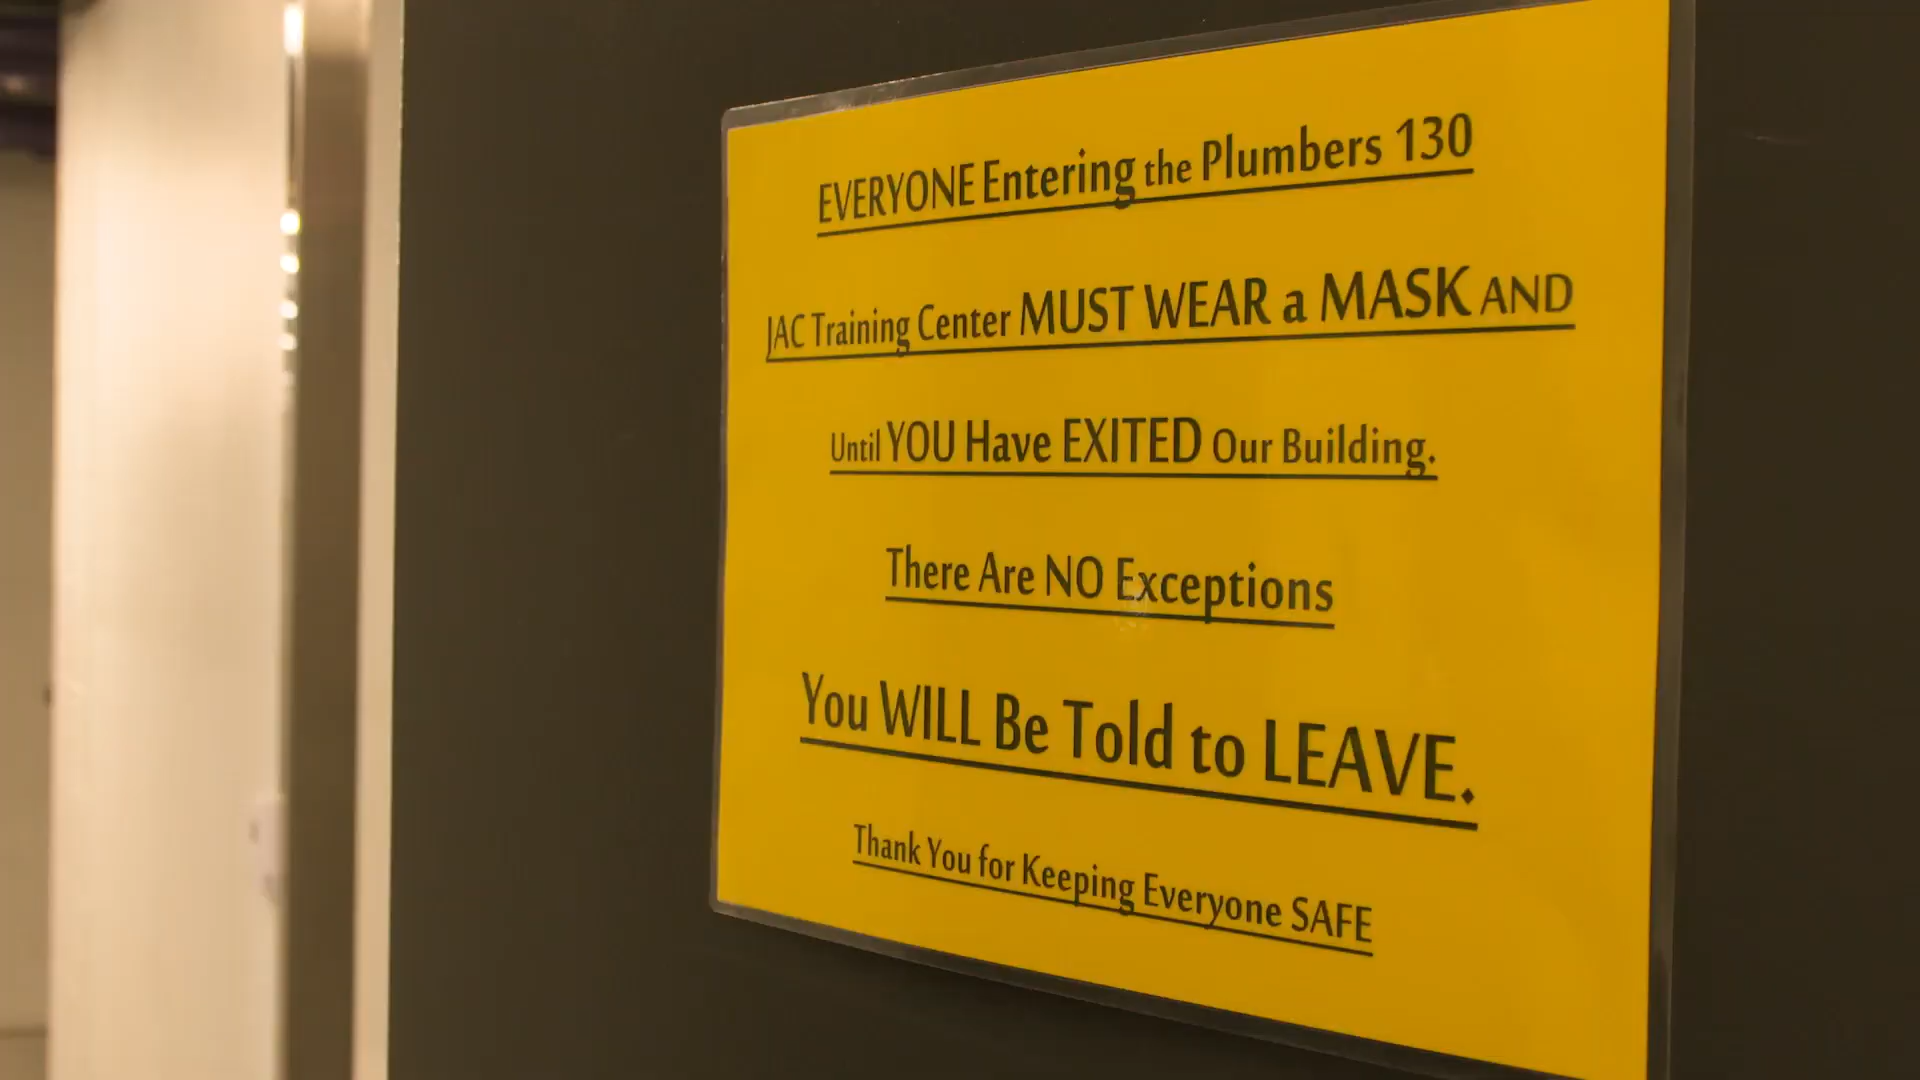 EVERYONE Entering the Plumbers 130
JAC Training Center MUST WEAR a MASK AND
Until YOU Have EXITED Our Building.
There Are NO Exceptions
You WILL Be Told to LEAVE.
Thank You for Keeping Everyone SAFE